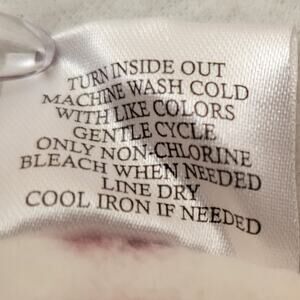 TURN INSIDE OUT
MACHINE WASH COLD
WITH LIKE COLORS
GENTLE CYCLE
ONLY NON-CHLORINE
BLEACH WHEN NEEDED
LINE DRY
COOL IRON IF NEEDED